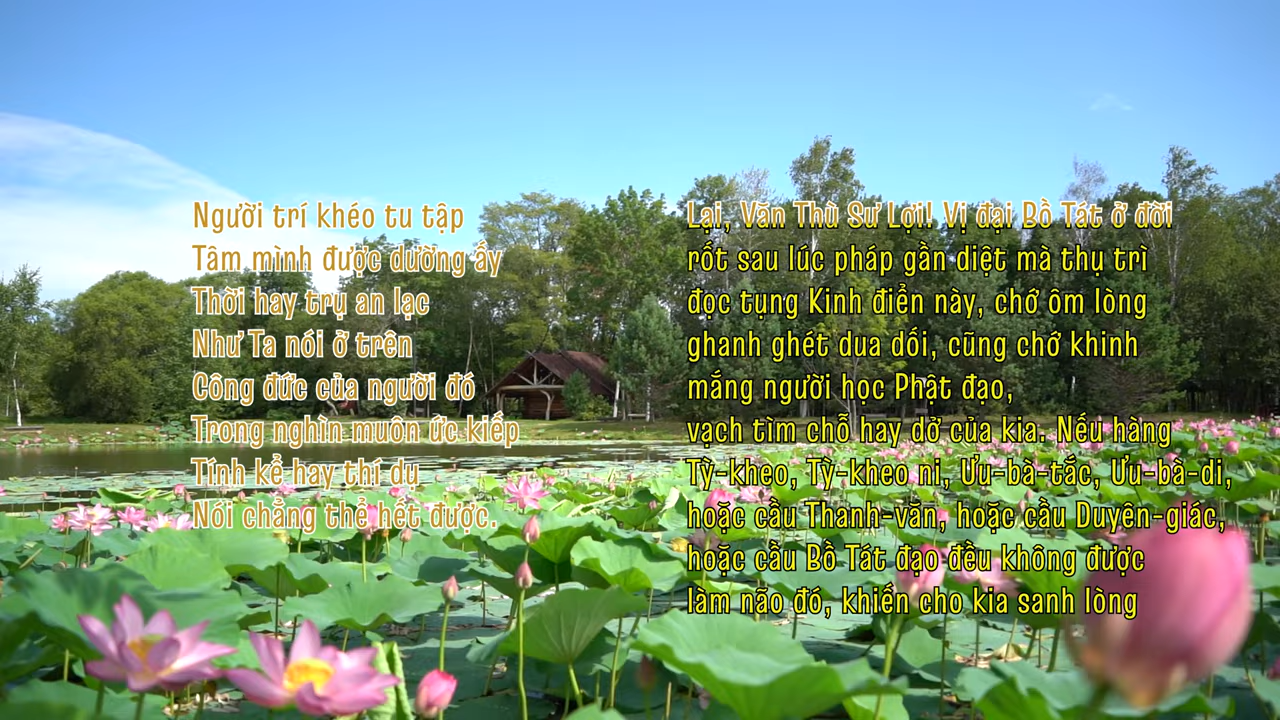 Người trí khéo tu tập
Tâm mình được dường ấy
Thời hay trụ an lạc
Như Ta nói ở trên
Công đức của người đó
Trong nghìn muôn ức kiếp
Tính kể hay thí dụ
Nói chẳng thể hết được.
Lại, Văn Thù Sư Lợi! Vị đại Bồ Tát ở đời
rốt sau lúc pháp gần diệt mà thụ trì
đọc tụng Kinh điển này, chớ ôm lòng
ghanh ghét dua dối, cũng chớ khinh
mắng người học Phật đạo,
vạch tìm chỗ hay dở của kia. Nếu hàng
Tỳ-kheo, Tỳ-kheo ni, Ưu-bà-tắc, Ưu-bà-di,
hoặc cầu Thanh-văn, hoặc cầu Duyên-giác,
hoặc cầu Bồ Tát đạo đều không được
làm não đó, khiến cho kia sanh lòng